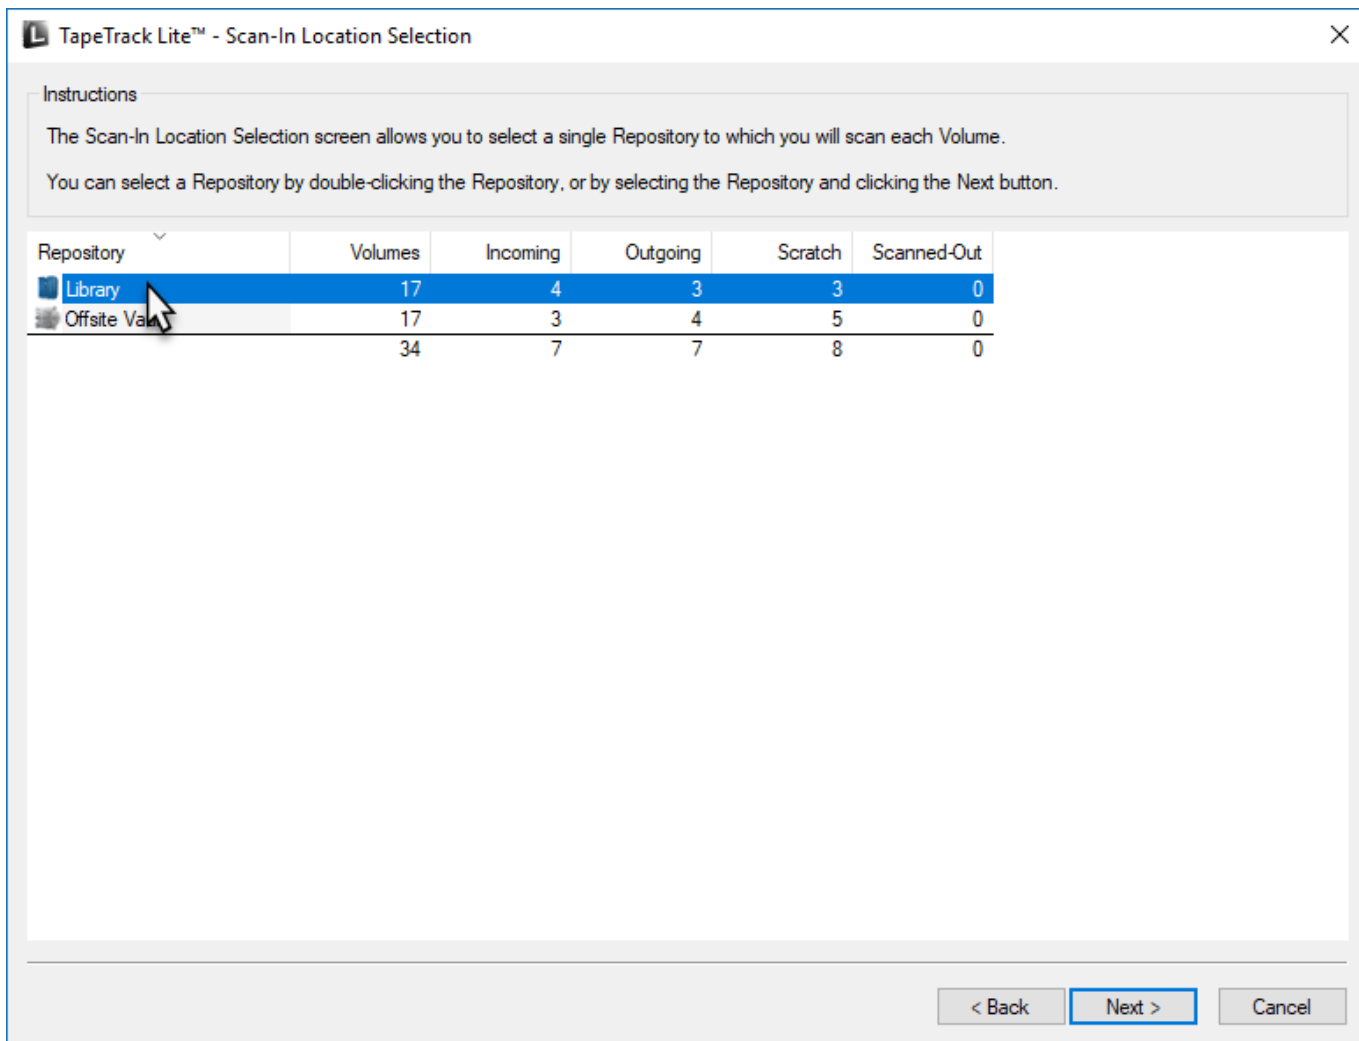 TapeTrack Lite™ - Scan-In Location Selection
Instructions
The Scan-In Location Selection screen allows you to select a single Repository to which you will scan each Volume.
You can select a Repository by double-clicking the Repository, or by selecting the Repository and clicking the Next button.
Repository Volumes Incoming Outgoing Scratch Scanned-Out
Library 17 4 3 3 0
Offsite 17 3 4 5 0
34 7 7 8 0
< Back Next > Cancel